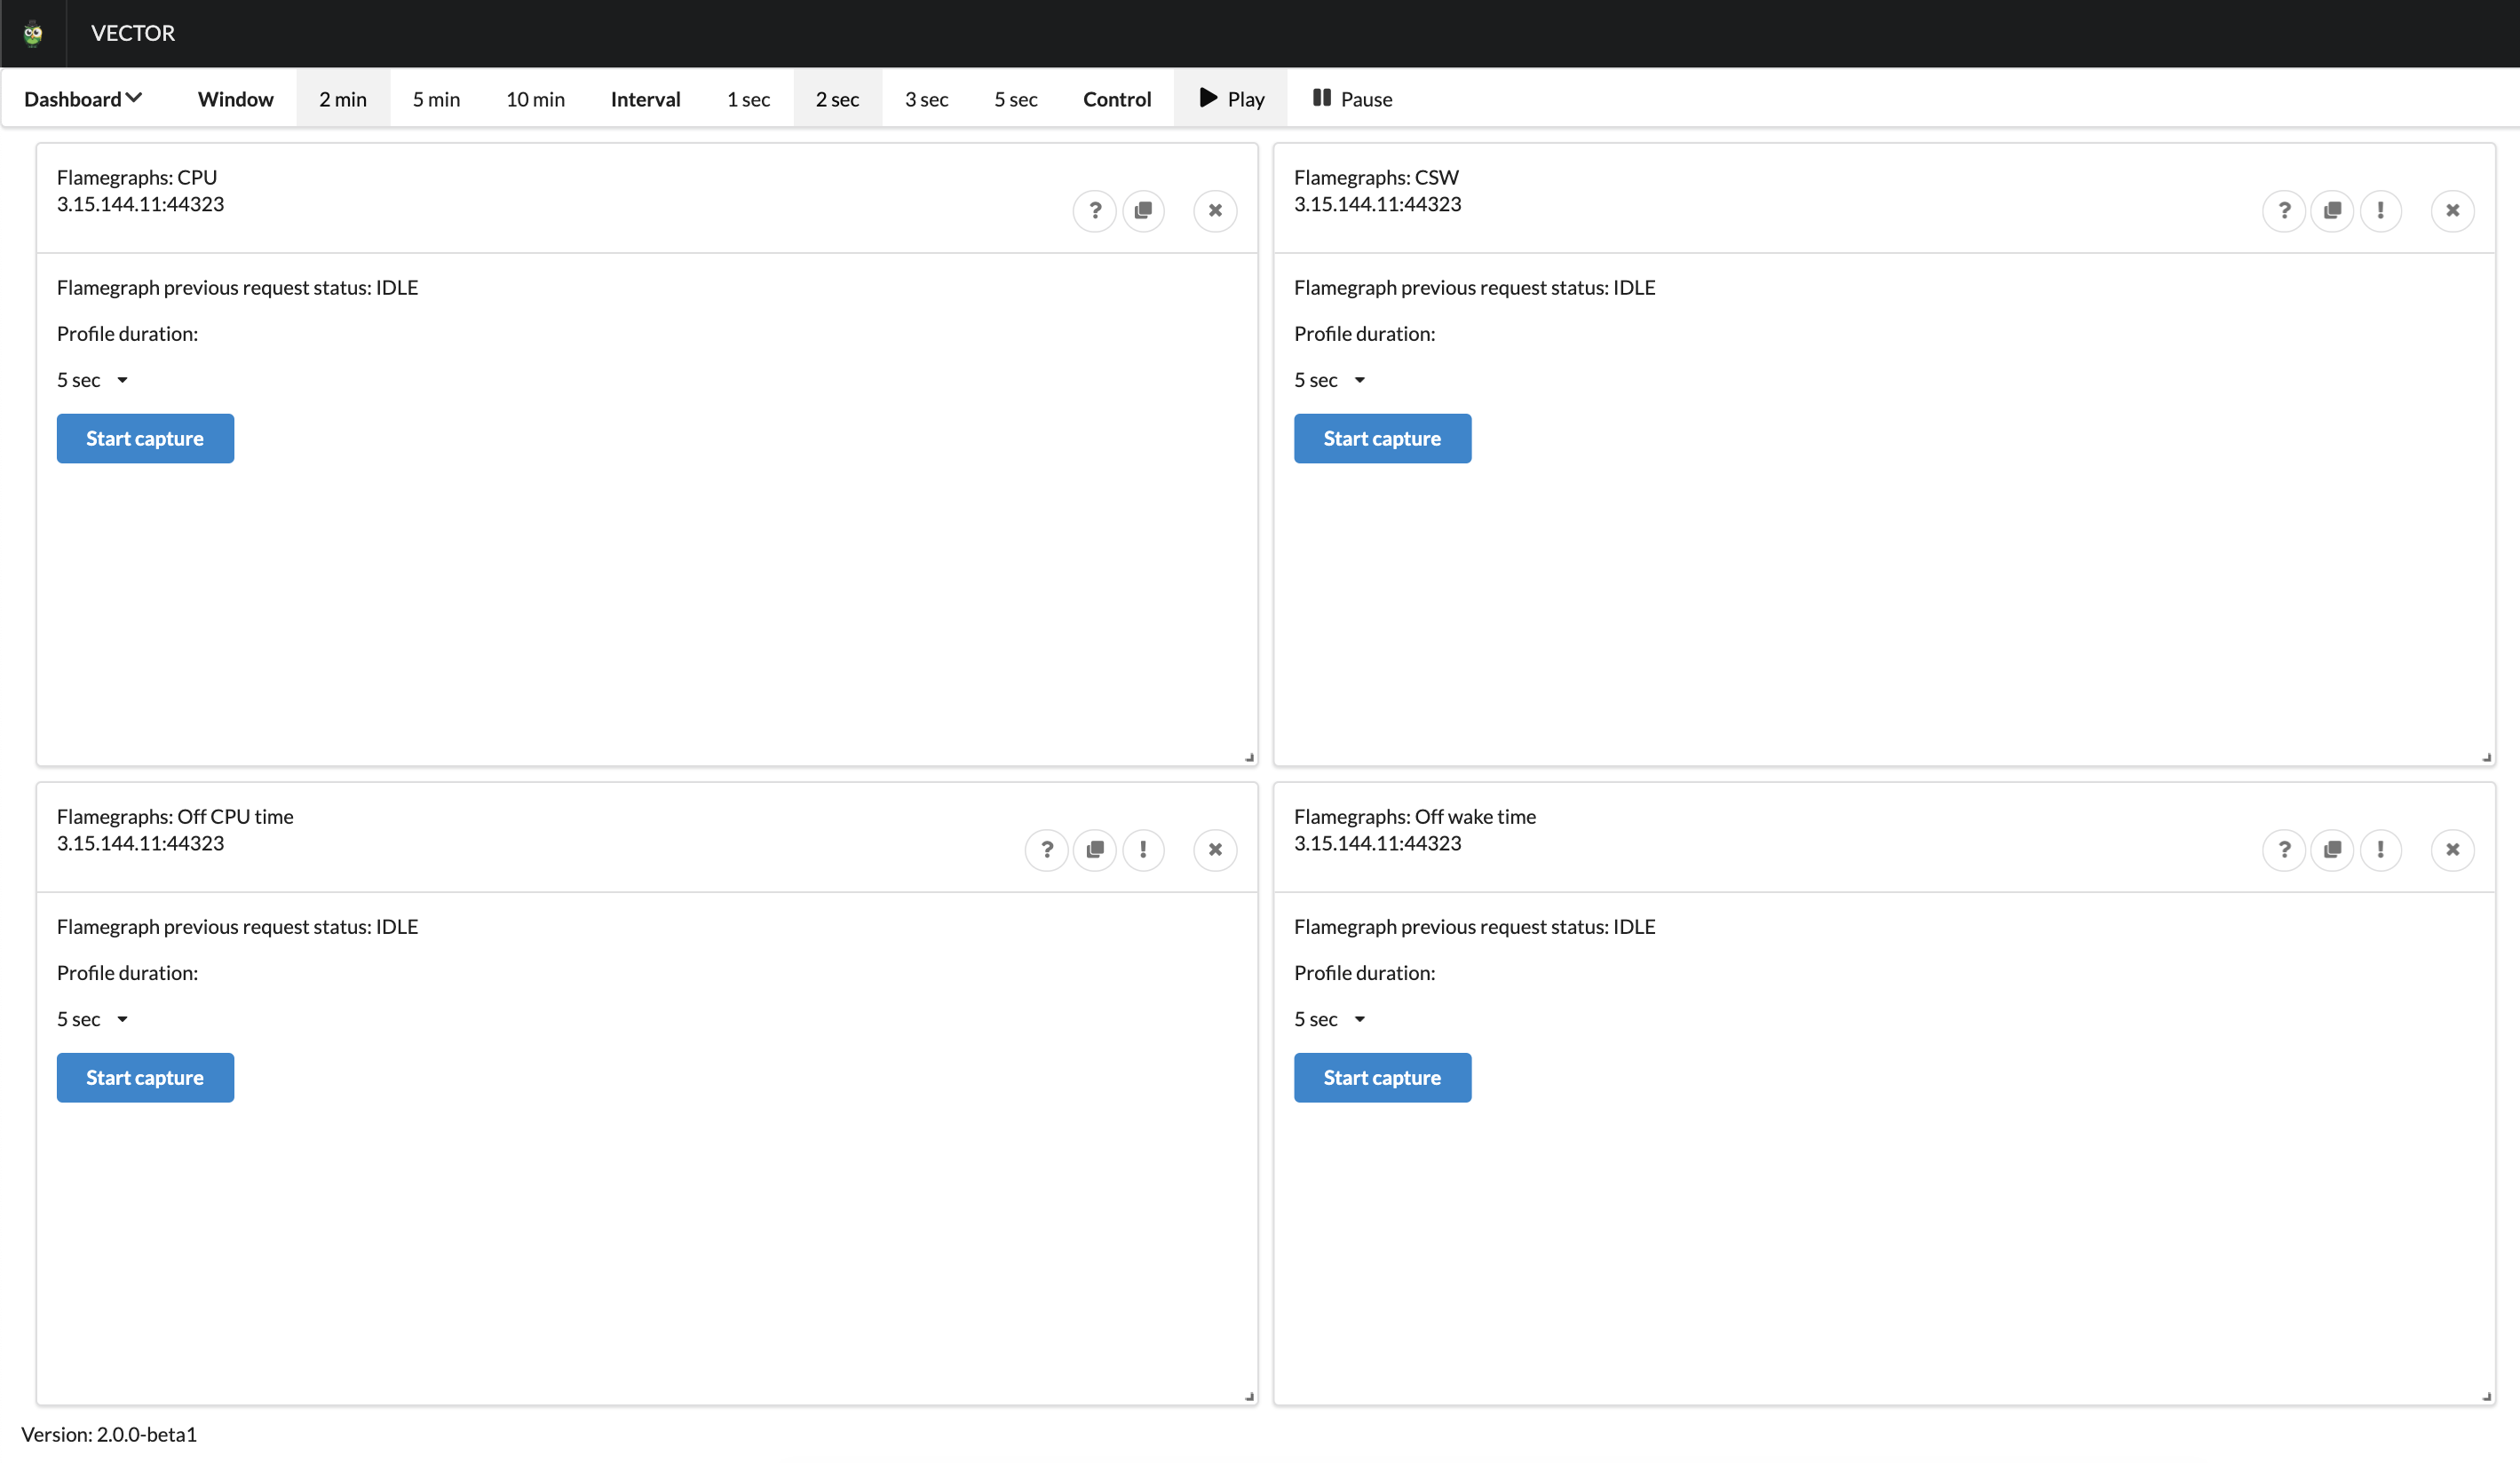 VECTOR
Dashboard Window 2 min 5 min 10 min Interval 1 sec 2 sec 3 sec 5 sec Control Play Pause
Flamegraphs: CPU
3.15.144.11:44323
?
Flamegraph previous request status: IDLE
Profile duration:
5 sec
Start capture
Flamegraphs: CSW
3.15.144.11:44323
? !
Flamegraph previous request status: IDLE
Profile duration:
5 sec
Start capture
Flamegraphs: Off CPU time
3.15.144.11:44323
? !
Flamegraph previous request status: IDLE
Profile duration:
5 sec
Start capture
Flamegraphs: Off wake time
3.15.144.11:44323
? !
Flamegraph previous request status: IDLE
Profile duration:
5 sec
Start capture
Version: 2.0.0-beta1